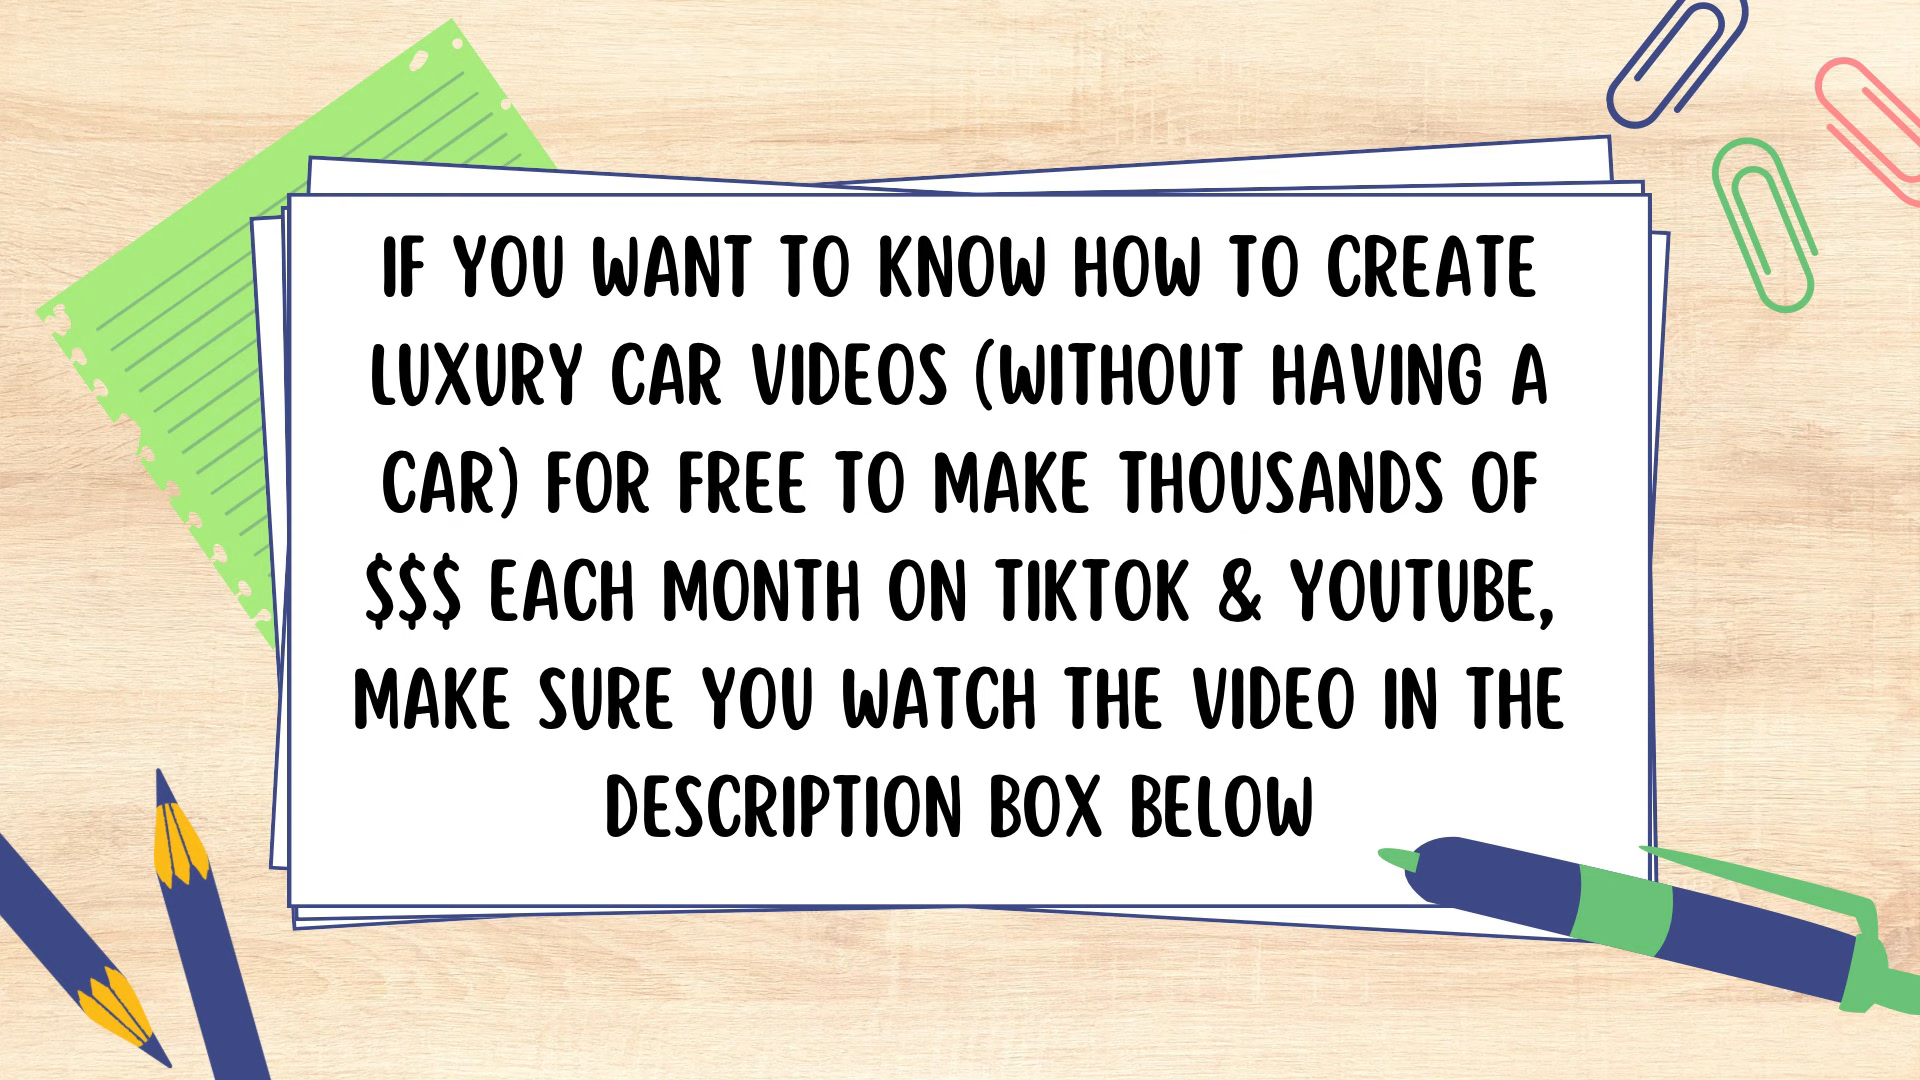 IF YOU WANT TO KNOW HOW TO CREATE
LUXURY CAR VIDEOS (WITHOUT HAVING A
CAR) FOR FREE TO MAKE THOUSANDS OF
$$$ EACH MONTH ON TIKTOK & YOUTUBE,
MAKE SURE YOU WATCH THE VIDEO IN THE
DESCRIPTION BOX BELOW